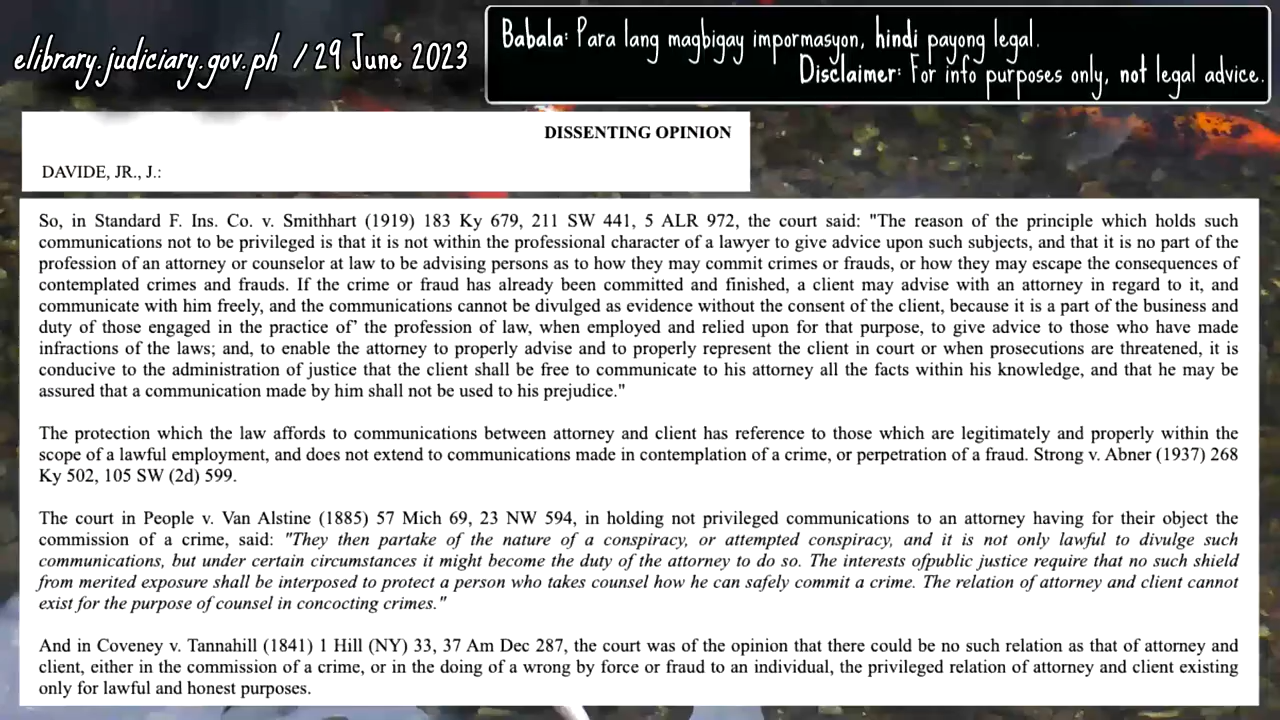 elibrary.judiciary.gov.ph / 29 June 2023
Babala: Para lang magbigay impormasyon, hindi payong legal.
Disclaimer: For info purposes only, not legal advice.
DISSENTING OPINION
DAVIDE, JR., J.:
So, in Standard F. Ins. Co. v. Smithhart (1919) 183 Ky 679, 211 SW 441, 5 ALR 972, the court said: "The reason of the principle which holds such
communications not to be privileged is that it is not within the professional character of a lawyer to give advice upon such subjects, and that it is no part of the
profession of an attorney or counselor at law to be advising persons as to how they may commit crimes or frauds, or how they may escape the consequences of
contemplated crimes and frauds. If the crime or fraud has already been committed and finished, a client may advise with an attorney in regard to it, and
communicate with him freely, and the communications cannot be divulged as evidence without the consent of the client, because it is a part of the business and
duty of those engaged in the practice of' the profession of law, when employed and relied upon for that purpose, to give advice to those who have made
infractions of the laws; and, to enable the attorney to properly advise and to properly represent the client in court or when prosecutions are threatened, it is
conducive to the administration of justice that the client shall be free to communicate to his attorney all the facts within his knowledge, and that he may be
assured that a communication made by him shall not be used to his prejudice."
The protection which the law affords to communications between attorney and client has reference to those which are legitimately and properly within the
scope of a lawful employment, and does not extend to communications made in contemplation of a crime, or perpetration of a fraud. Strong v. Abner (1937) 268
Ky 502, 105 SW (2d) 599.
The court in People v. Van Alstine (1885) 57 Mich 69, 23 NW 594, in holding not privileged communications to an attorney having for their object the
commission of a crime, said: "They then partake of the nature of a conspiracy, or attempted conspiracy, and it is not only lawful to divulge such
communications, but under certain circumstances it might become the duty of the attorney to do so. The interests ofpublic justice require that no such shield
from merited exposure shall be interposed to protect a person who takes counsel how he can safely commit a crime. The relation of attorney and client cannot
exist for the purpose of counsel in concocting crimes."
And in Coveney v. Tannahill (1841) 1 Hill (NY) 33, 37 Am Dec 287, the court was of the opinion that there could be no such relation as that of attorney and
client, either in the commission of a crime, or in the doing of a wrong by force or fraud to an individual, the privileged relation of attorney and client existing
only for lawful and honest purposes.